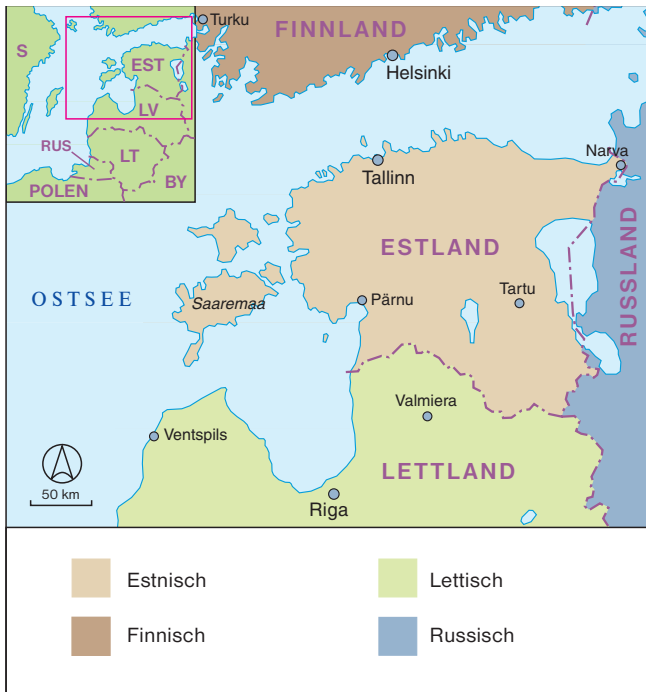 S
EST
LV
RUS
LT
POLEN
BY
Turku
FINNLAND
Helsinki
Narva
Tallinn
ESTLAND
RUSSLAND
OSTSEE
Saaremaa
Pärnu
Tartu
Valmiera
Ventspils
LETTLAND
50 km
Riga
Estnisch
Lettisch
Finnisch
Russisch